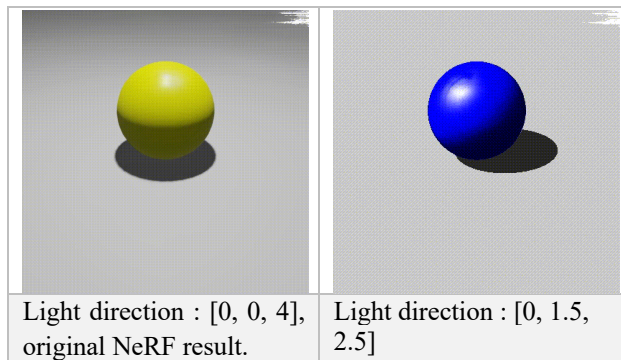 Light direction : [0, 0, 4],
original NeRF result.
Light direction : [0, 1.5,
2.5]